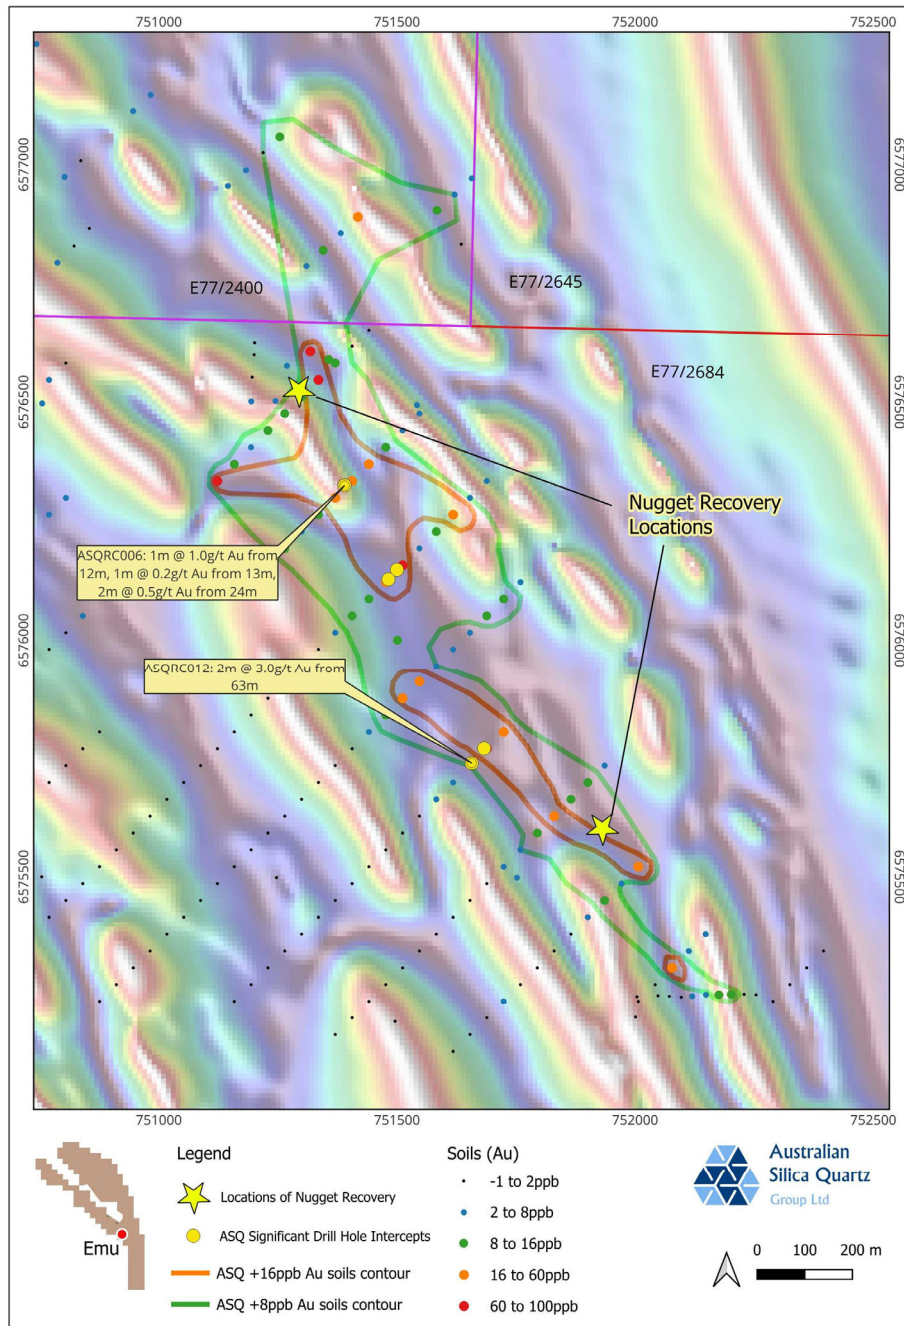 751000
751500
752000
752500
6577000
6577000
E77/2400
E77/2645
E77/2684
6576500
6576500
Nugget Recovery
Locations
ASQRC006: 1m @ 1.0g/t Au from
12m, 1m @ 0.2g/t Au from 13m,
2m @ 0.5g/t Au from 24m
6576000
6576000
ASQRC012: 2m @ 3.0g/t Au from
63m
6575500
6575500
751000
751500
752000
752500
Emu
Legend
Locations of Nugget Recovery
ASQ Significant Drill Hole Intercepts
ASQ +16ppb Au soils contour
ASQ +8ppb Au soils contour
Soils (Au)
-1 to 2ppb
2 to 8ppb
8 to 16ppb
16 to 60ppb
60 to 100ppb
Australian
Silica Quartz
Group Ltd
0 100 200 m